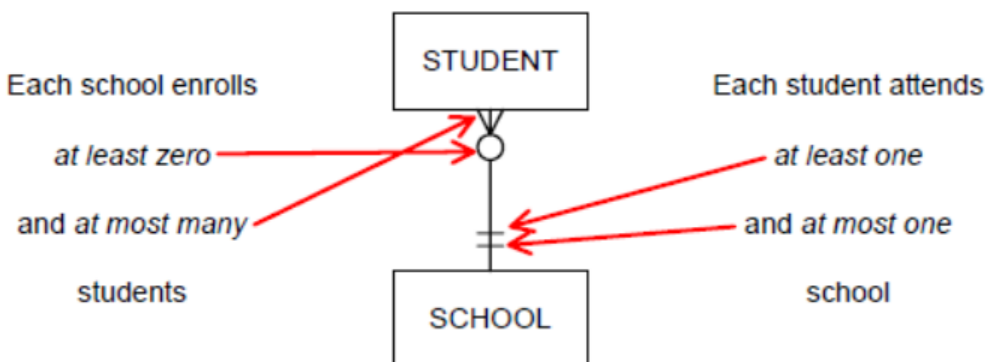 STUDENT
Each school enrolls
at least zero
and at most many
students
Each student attends
at least one
and at most one
school
SCHOOL